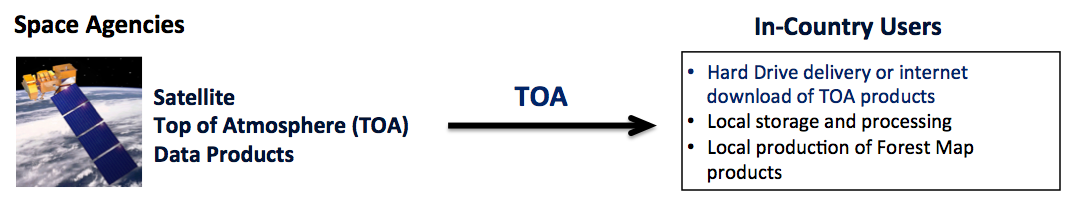 Space Agencies
Satellite
Top of Atmosphere (TOA)
Data Products
TOA
In-Country Users
• Hard Drive delivery or internet
download of TOA products
• Local storage and processing
• Local production of Forest Map
products